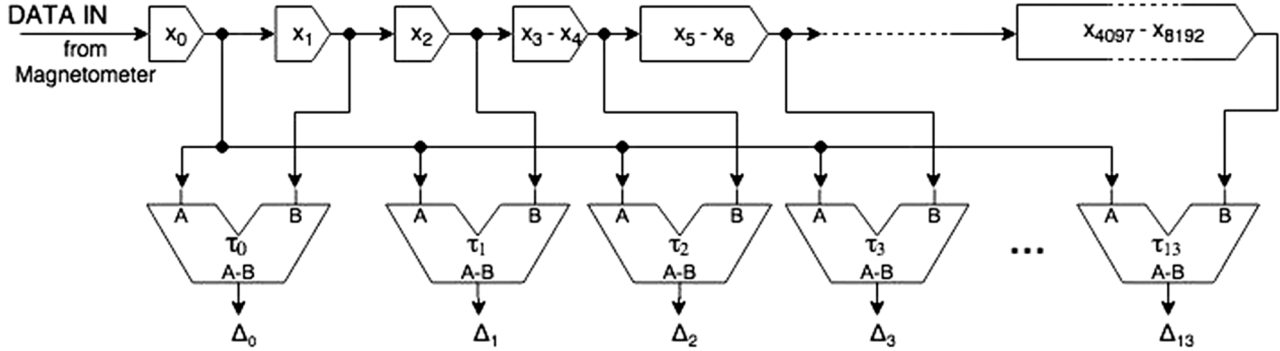 DATA IN
from
Magnetometer
x₀ x₁ x₂ x₃ - x₄ x₅ - x₈ x₄₀₉₇ - x₈₁₉₂
A B A B A B A B A B
τ₀ τ₁ τ₂ τ₃ ... τ₁₃
A-B A-B A-B A-B A-B
Δ₀ Δ₁ Δ₂ Δ₃ Δ₁₃